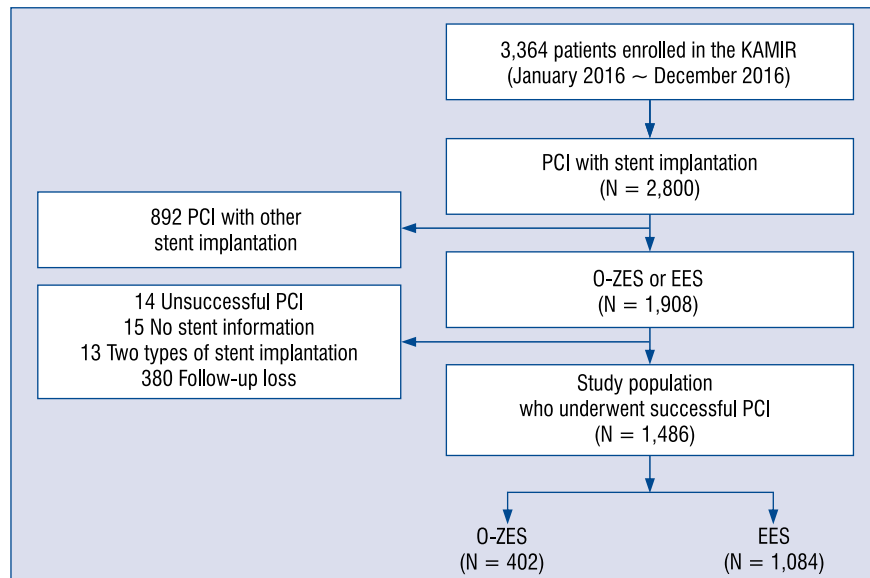 3,364 patients enrolled in the KAMIR
(January 2016 ~ December 2016)
PCI with stent implantation
(N = 2,800)
892 PCI with other
stent implantation
O-ZES or EES
(N = 1,908)
14 Unsuccessful PCI
15 No stent information
13 Two types of stent implantation
380 Follow-up loss
Study population
who underwent successful PCI
(N = 1,486)
O-ZES
(N = 402)
EES
(N = 1,084)